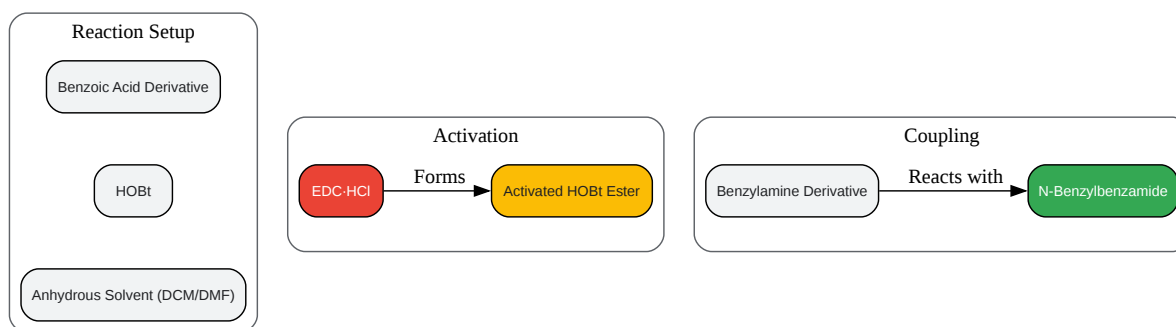 Reaction Setup
Benzoic Acid Derivative
HOBt
Anhydrous Solvent (DCM/DMF)
Activation
EDC·HCl
Forms
Activated HOBt Ester
Coupling
Benzylamine Derivative
Reacts with
N-Benzylbenzamide